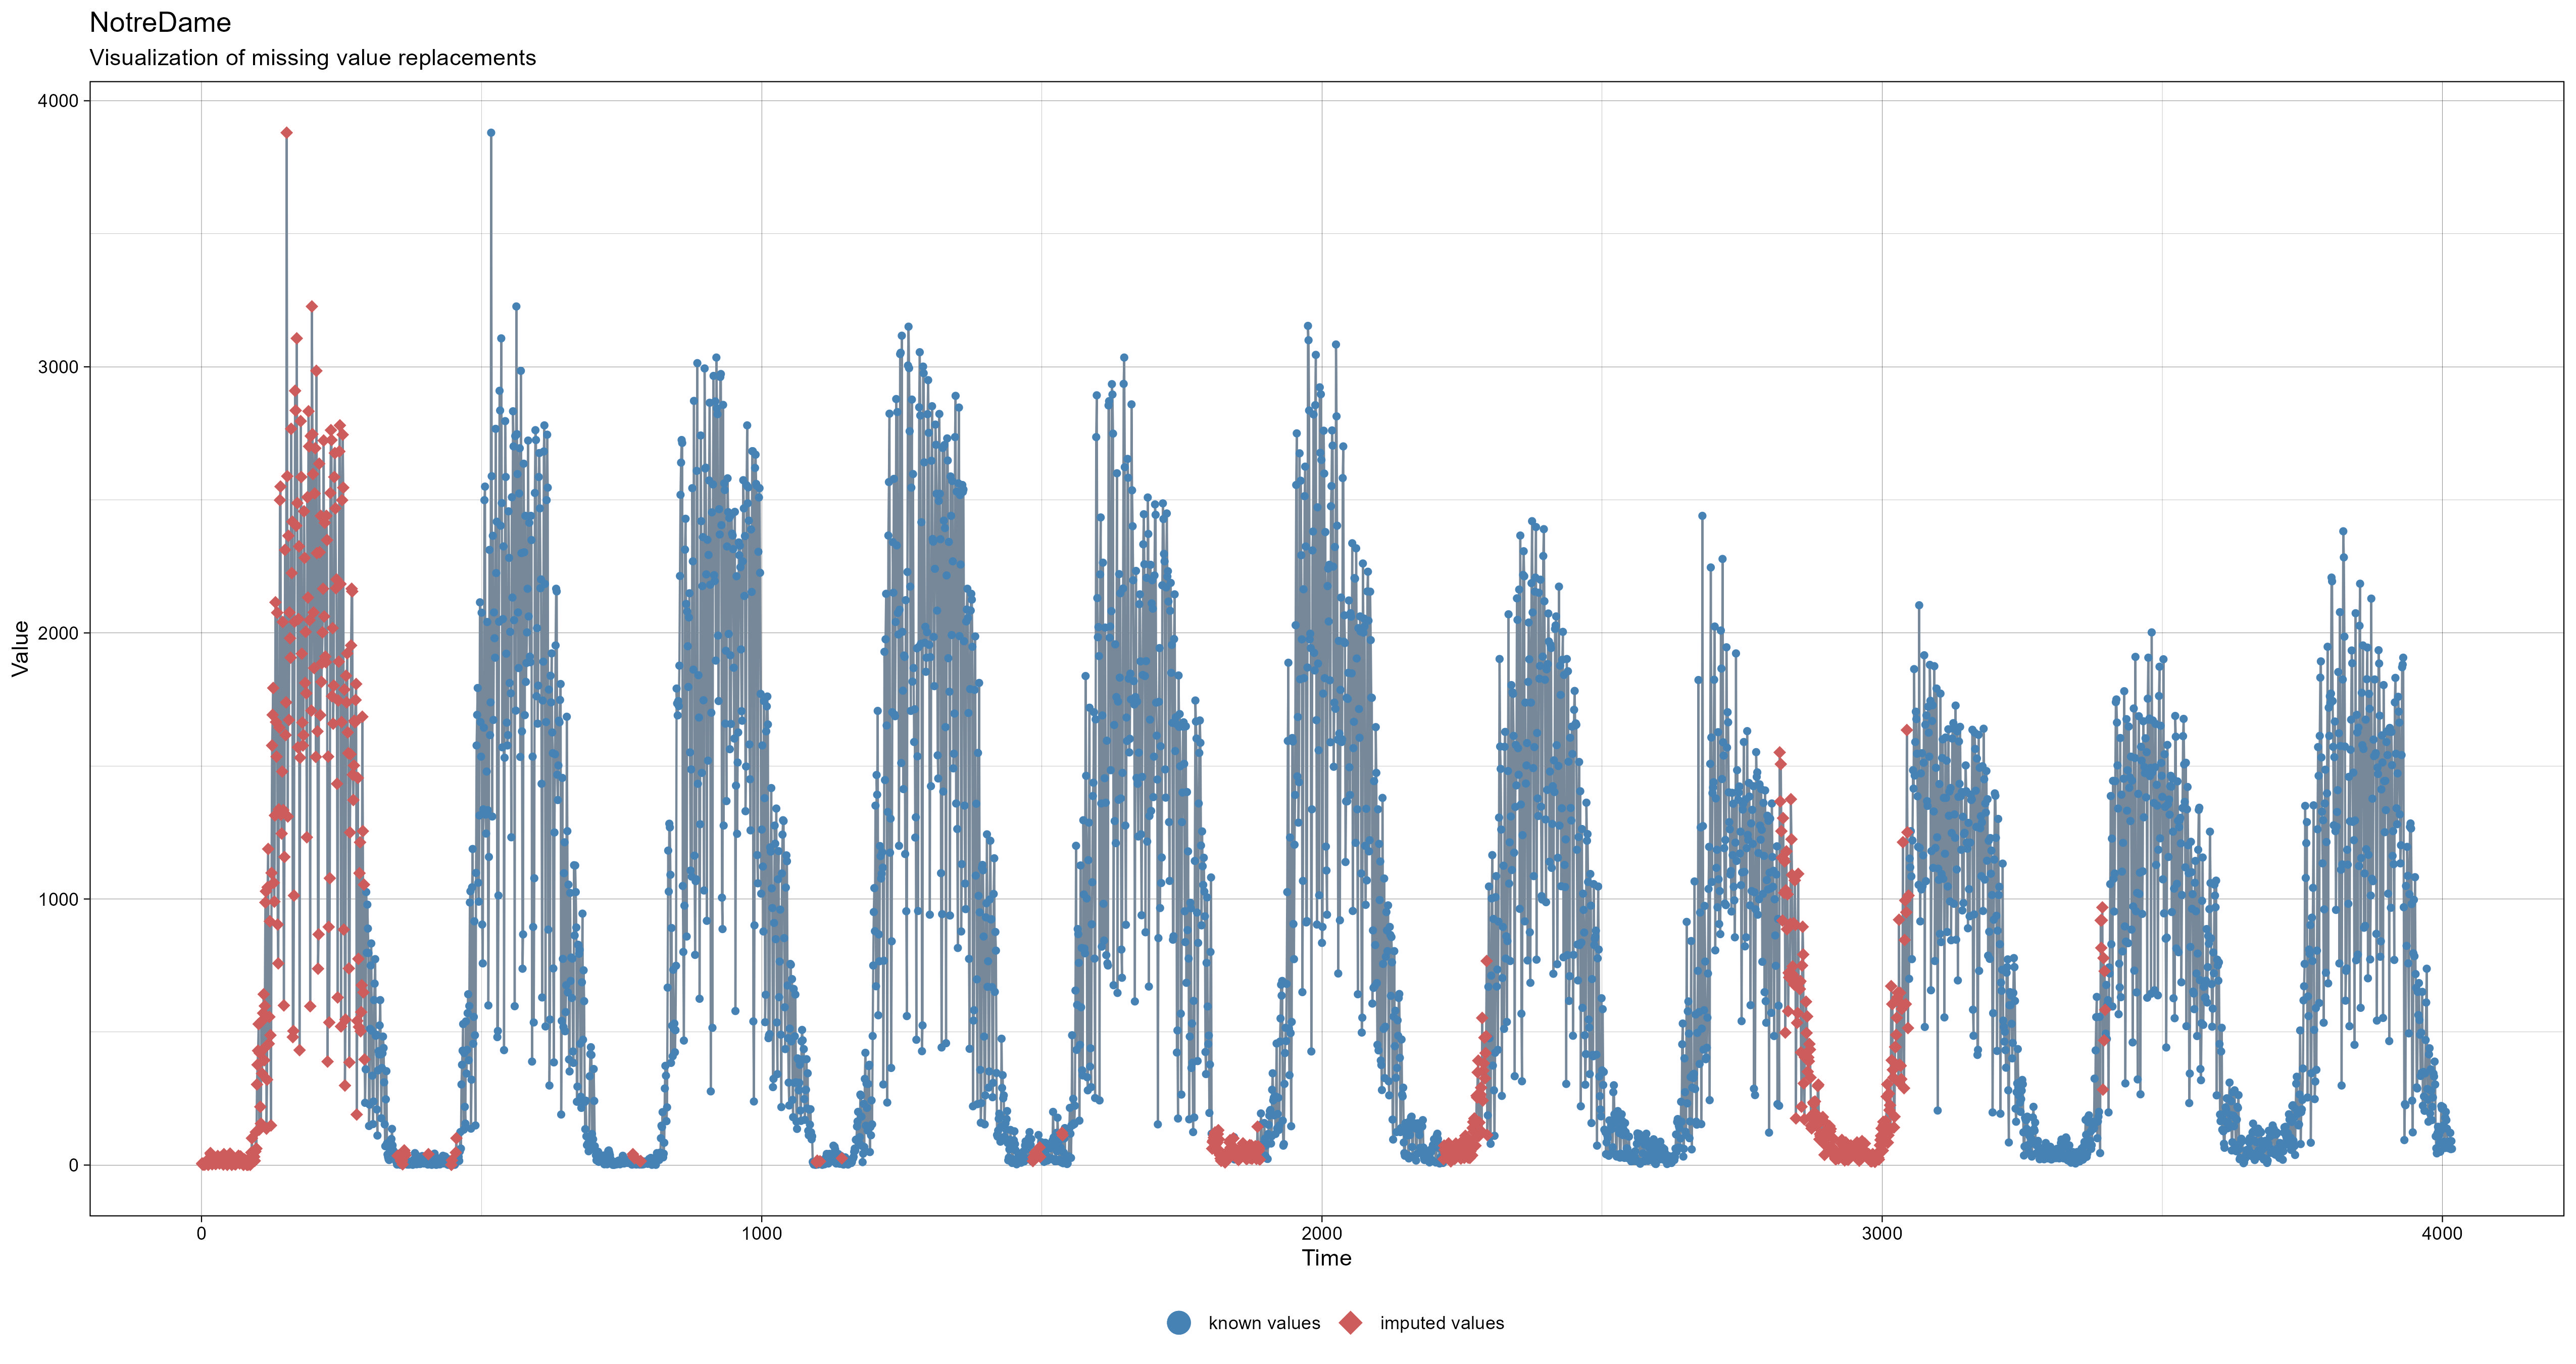 NotreDame
Visualization of missing value replacements
4000
3000
2000
1000
0
Value
0 1000 2000 3000 4000
Time
known values imputed values